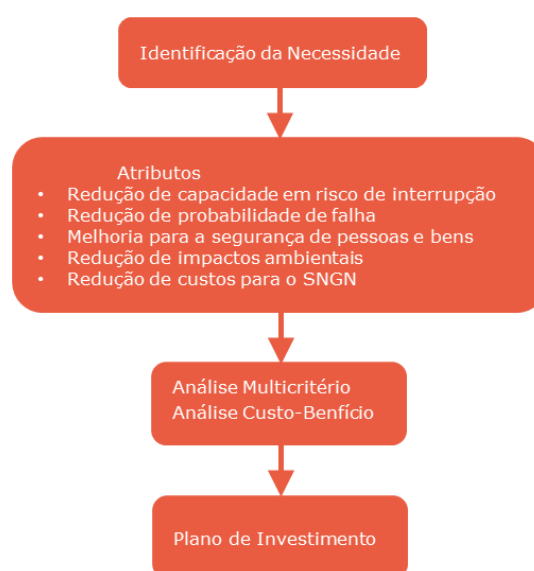 Identificação da Necessidade
Atributos
• Redução de capacidade em risco de interrupção
• Redução de probabilidade de falha
• Melhoria para a segurança de pessoas e bens
• Redução de impactos ambientais
• Redução de custos para o SNGN
Análise Multicritério
Análise Custo-Benfício
Plano de Investimento